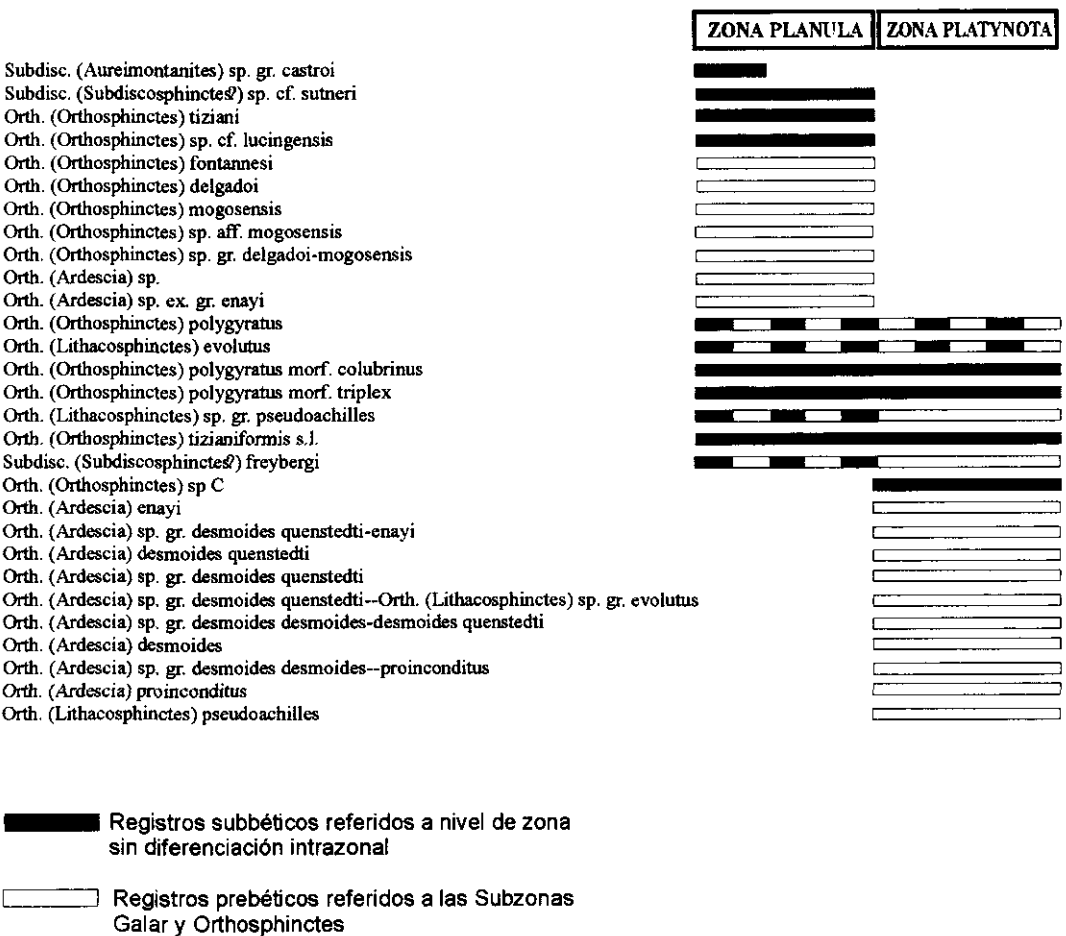 ZONA PLANULA ZONA PLATYNOTA
Subdisc. (Aureimontanites) sp. gr. castroi
Subdisc. (Subdiscosphinctes?) sp. cf. sutneri
Orth. (Orthosphinctes) tiziani
Orth. (Orthosphinctes) sp. cf. lucingensis
Orth. (Orthosphinctes) fontannesi
Orth. (Orthosphinctes) delgadoi
Orth. (Orthosphinctes) mogosensis
Orth. (Orthosphinctes) sp. aff. mogosensis
Orth. (Orthosphinctes) sp. gr. delgadoi-mogosensis
Orth. (Ardescia) sp.
Orth. (Ardescia) sp. ex. gr. enayi
Orth. (Orthosphinctes) polygyratus
Orth. (Lithacosphinctes) evolutus
Orth. (Orthosphinctes) polygyratus morf. colubrinus
Orth. (Orthosphinctes) polygyratus morf. triplex
Orth. (Lithacosphinctes) sp. gr. pseudoachilles
Orth. (Orthosphinctes) tizianiformis s.l.
Subdisc. (Subdiscosphinctes?) freybergi
Orth. (Orthosphinctes) sp C
Orth. (Ardescia) enayi
Orth. (Ardescia) sp. gr. desmoides quenstedti-enayi
Orth. (Ardescia) desmoides quenstedti
Orth. (Ardescia) sp. gr. desmoides quenstedti
Orth. (Ardescia) sp. gr. desmoides quenstedti--Orth. (Lithacosphinctes) sp. gr. evolutus
Orth. (Ardescia) sp. gr. desmoides desmoides-desmoides quenstedti
Orth. (Ardescia) desmoides
Orth. (Ardescia) sp. gr. desmoides desmoides--proinconditus
Orth. (Ardescia) proinconditus
Orth. (Lithacosphinctes) pseudoachilles
Registros subbéticos referidos a nivel de zona
sin diferenciación intrazonal
Registros prebéticos referidos a las Subzonas
Galar y Orthosphinctes